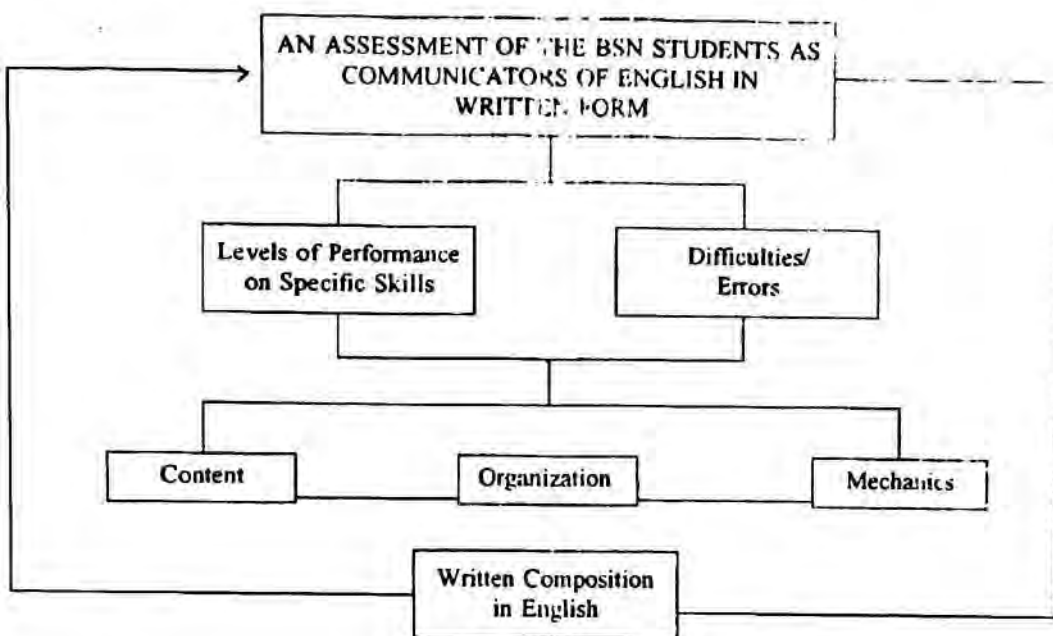 AN ASSESSMENT OF THE BSN STUDENTS AS
COMMUNICATORS OF ENGLISH IN
WRITTEN FORM
Levels of Performance
on Specific Skills
Difficulties/
Errors
Content
Organization
Mechanics
Written Composition
in English